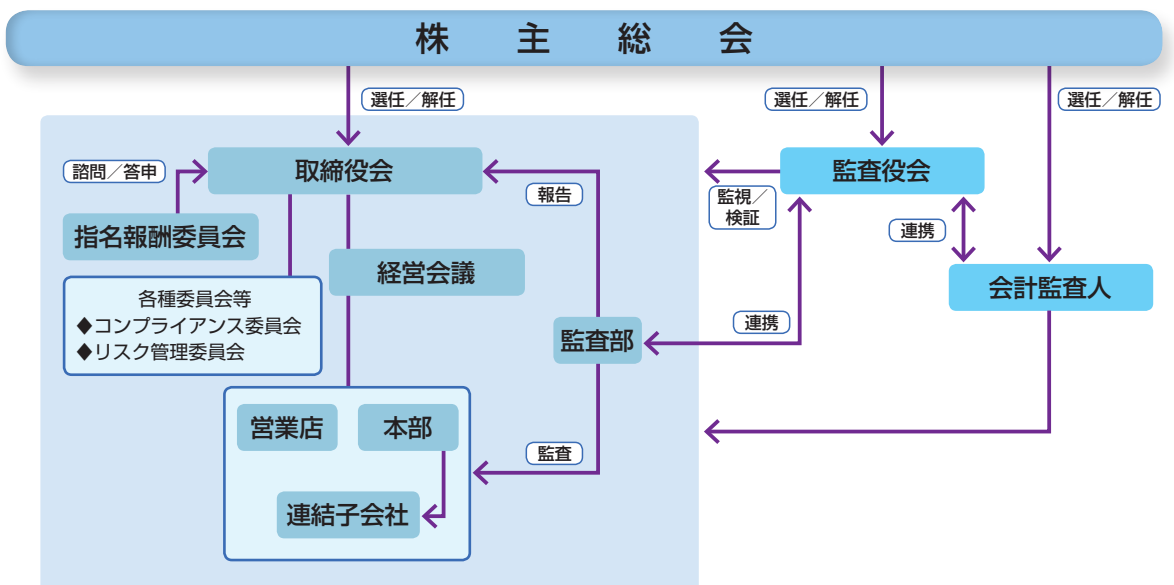 株主総会
選任／解任
選任／解任
選任／解任
諮問／答申
取締役会
監査役会
報告
監視／
検証
指名報酬委員会
連携
経営会議
会計監査人
各種委員会等
◆コンプライアンス委員会
◆リスク管理委員会
連携
監査部
営業店
本部
監査
連結子会社